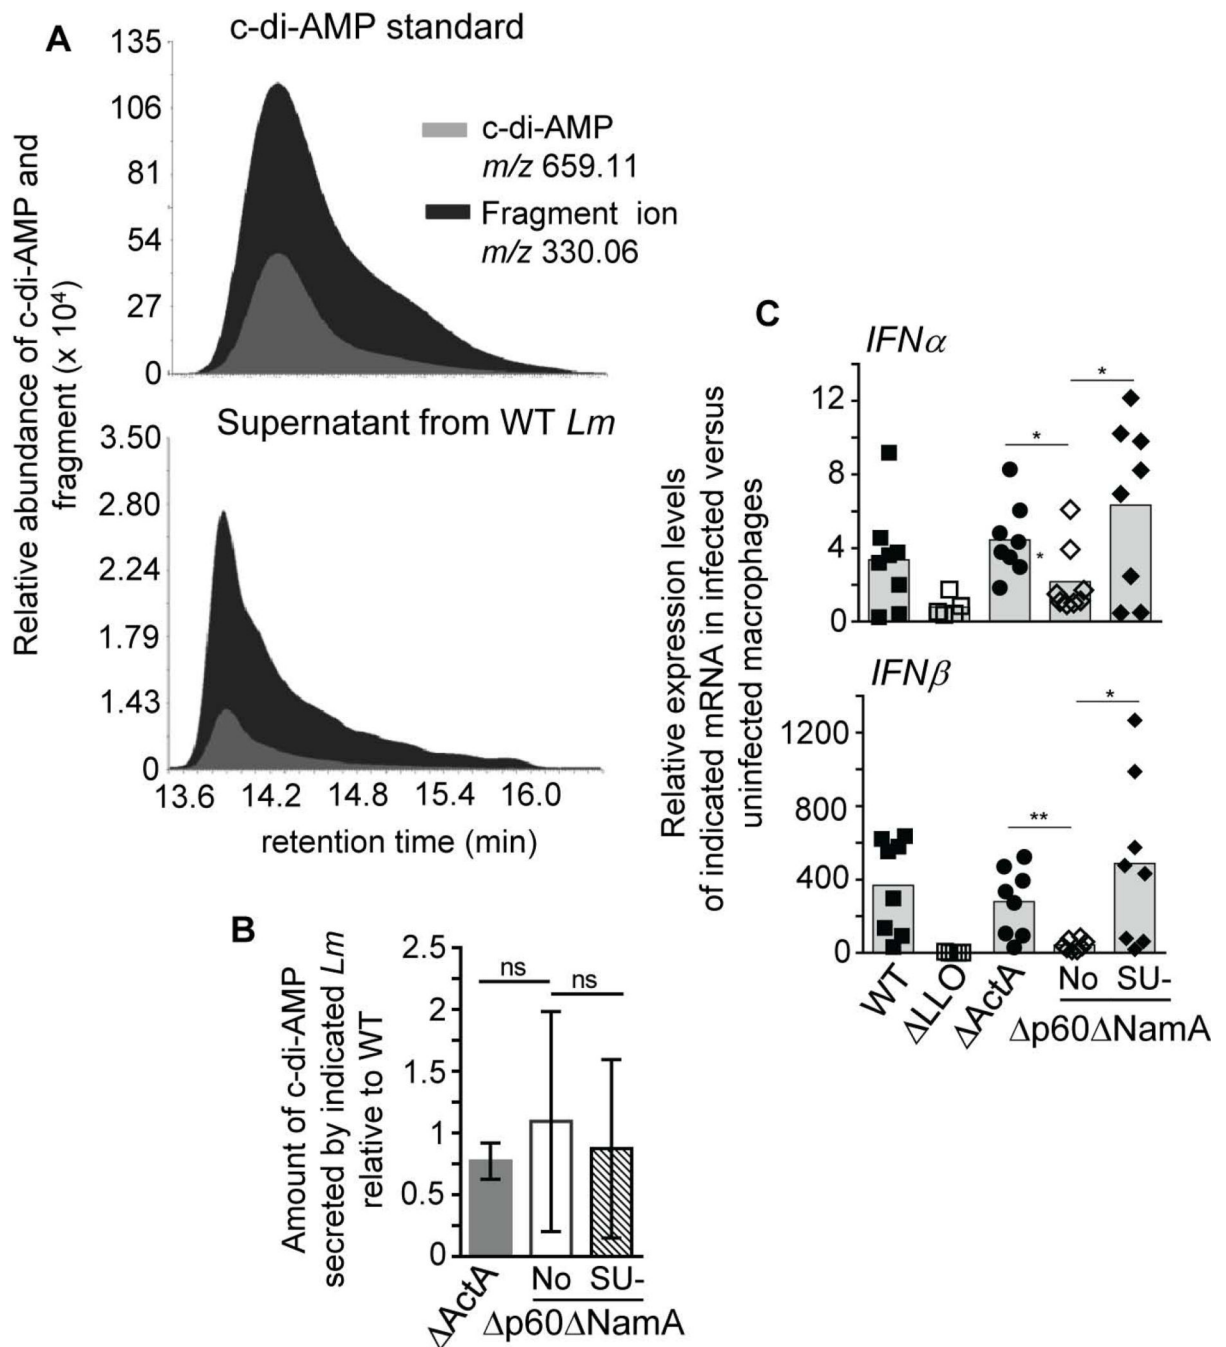 A
c-di-AMP standard
135
106
81
54
27
0
c-di-AMP
m/z 659.11
Fragment ion
m/z 330.06
Relative abundance of c-di-AMP and
fragment (x 10⁴)
Supernatant from WT Lm
3.50
2.80
2.24
1.79
1.43
0
13.6 14.2 14.8 15.4 16.0
retention time (min)
B
Amount of c-di-AMP
secreted by indicated Lm
relative to WT
2.5
2
1.5
1
0.5
0
ns ns
ΔActA
No SU-
Δp60ΔNamA
C
Relative expression levels
of indicated mRNA in infected versus
uninfected macrophages
IFNα
12
8
4
0
*
*
*
IFNβ
1200
800
400
0
**
*
WT
ΔLLO
ΔActA
No SU-
Δp60ΔNamA